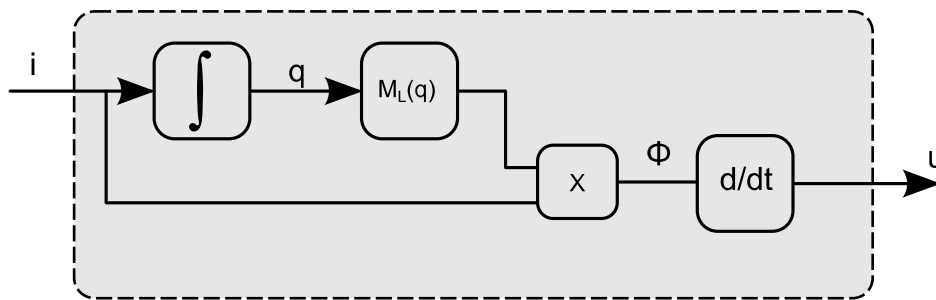 i
∫
q
M_L(q)
X
Φ
d/dt